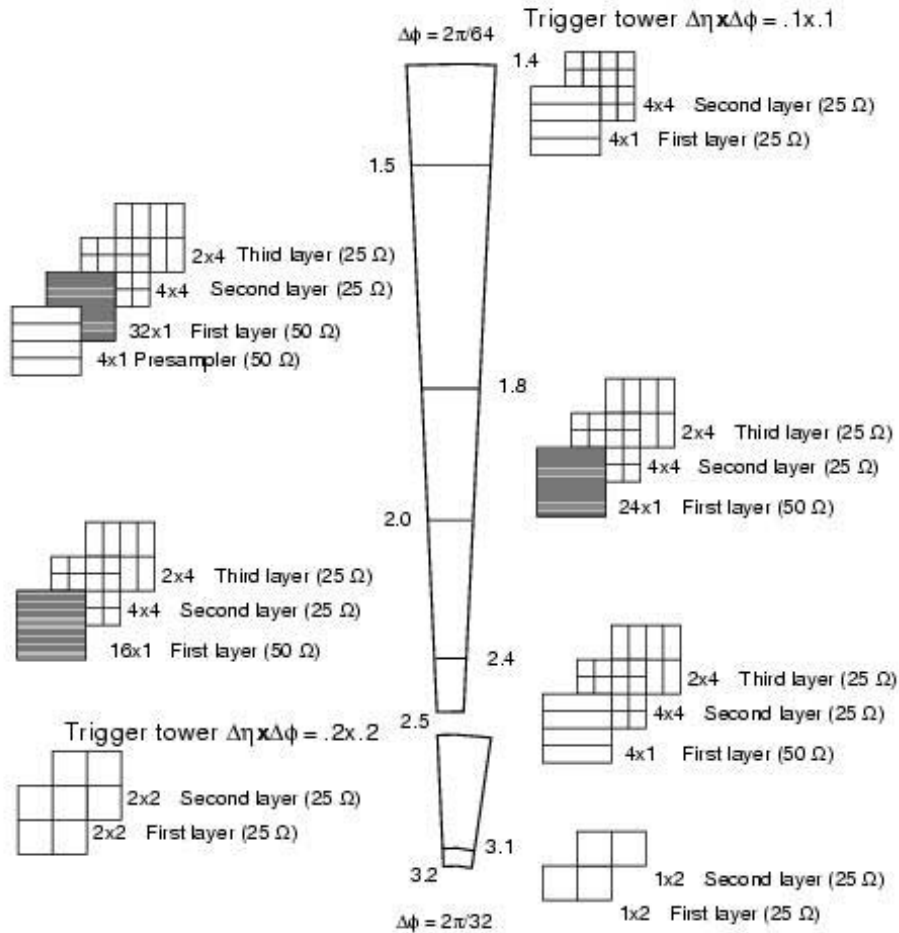 Trigger tower ΔηxΔϕ = .1x.1
Δϕ = 2π/64
1.4
4x4 Second layer (25 Ω)
4x1 First layer (25 Ω)
1.5
2x4 Third layer (25 Ω)
4x4 Second layer (25 Ω)
32x1 First layer (50 Ω)
4x1 Presampler (50 Ω)
1.8
2x4 Third layer (25 Ω)
4x4 Second layer (25 Ω)
24x1 First layer (50 Ω)
2.0
2x4 Third layer (25 Ω)
4x4 Second layer (25 Ω)
16x1 First layer (50 Ω)
2.4
2x4 Third layer (25 Ω)
4x4 Second layer (25 Ω)
4x1 First layer (50 Ω)
2.5
Trigger tower ΔηxΔϕ = .2x.2
2x2 Second layer (25 Ω)
2x2 First layer (25 Ω)
3.1
3.2
1x2 Second layer (25 Ω)
1x2 First layer (25 Ω)
Δϕ = 2π/32